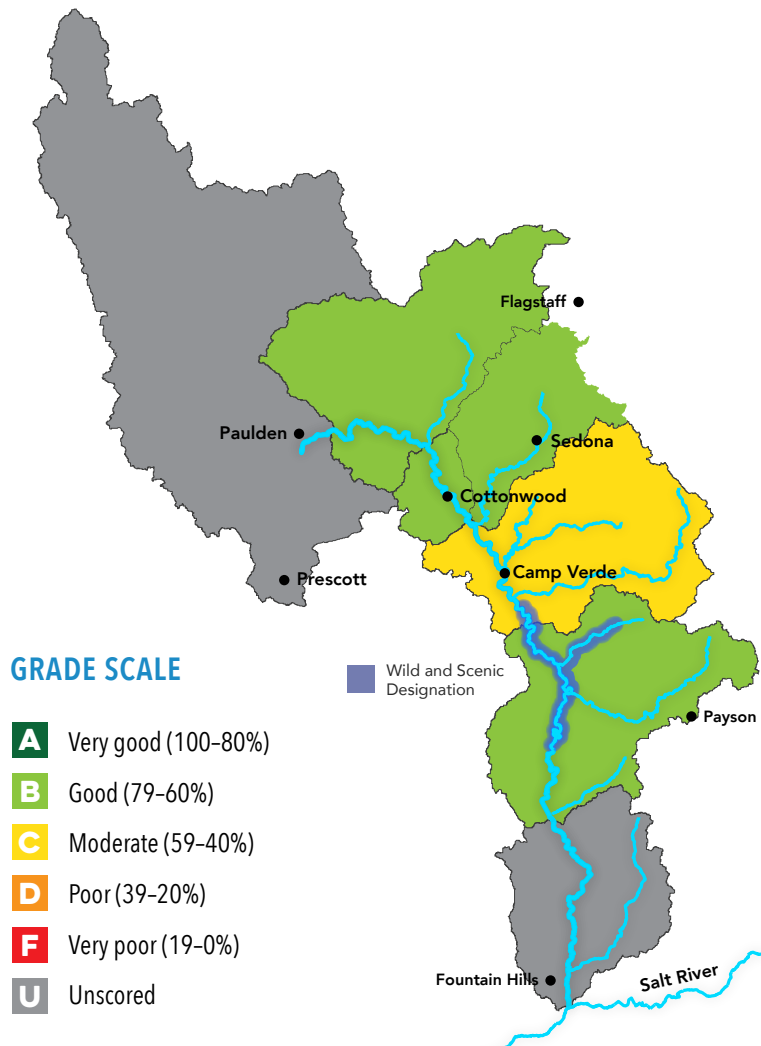 Flagstaff
Paulden
Sedona
Cottonwood
Camp Verde
Prescott
GRADE SCALE
Wild and Scenic
Designation
Payson
A Very good (100–80%)
B Good (79–60%)
C Moderate (59–40%)
D Poor (39–20%)
F Very poor (19–0%)
U Unscored
Fountain Hills
Salt River